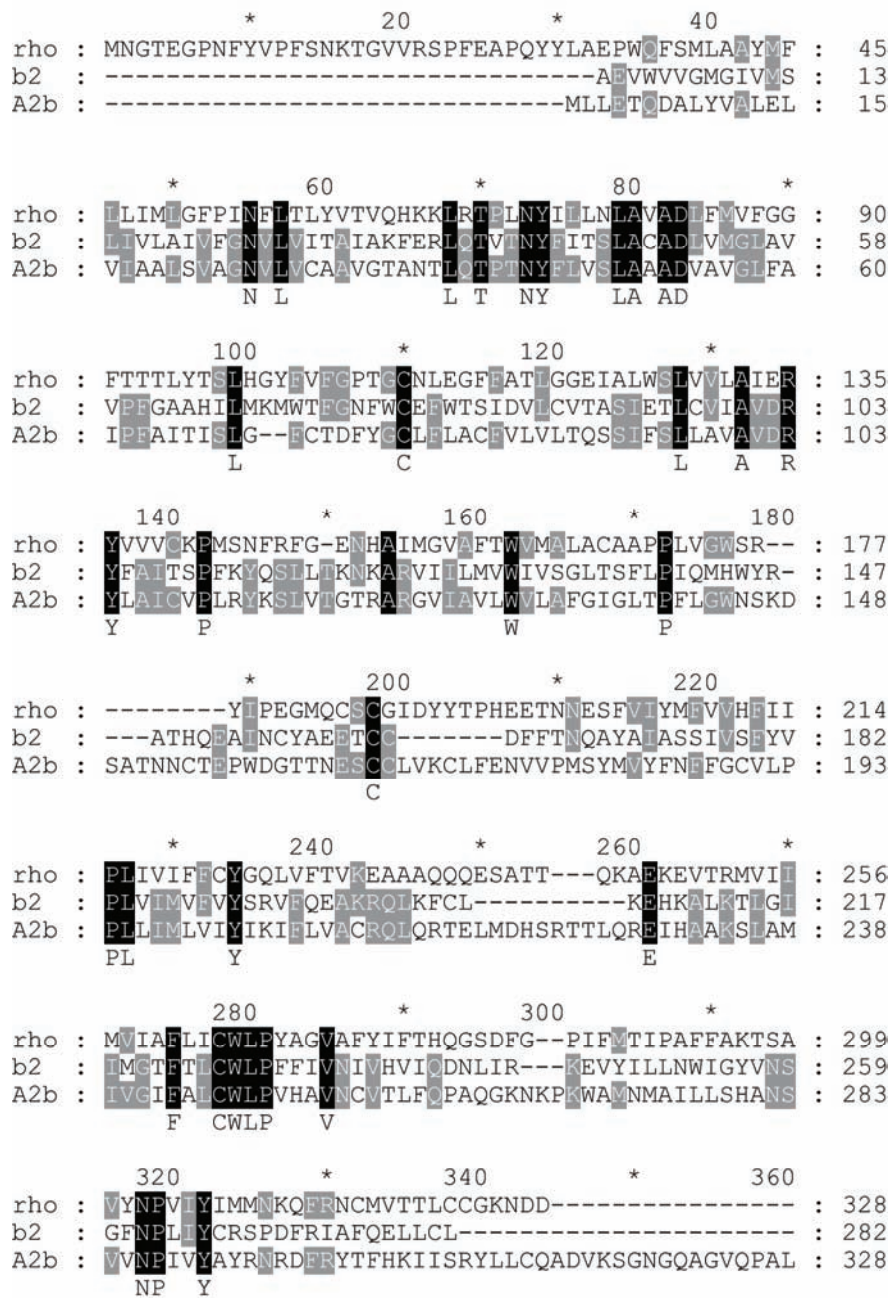 * 20 * 40
rho : MNGTEGPNFYVPFSNKTGVVRSPFEAPQYYLAEPWQFSMLAAYMF : 45
b2 : --------------------------------AEVWVVGMGIVMS : 13
A2b : ------------------------------MLLETQDALYVALEL : 15
* 60 * 80 *
rho : LLIMLGFPINFLTLYVTVQHKKLRTPLNYILLNLAVADLFMVFGG : 90
b2 : LIVLAIVFGNVLVITAIAKFERLQTVTNYFITSLACADLVMGLAV : 58
A2b : VIAALSVAGNVLVCAAVGTANTLQTPTNYFLVSLAAADVAVGLFA : 60
N L L T NY LA AD
100 * 120 *
rho : FTTTLYTSLHGYFVFGPTGCNLEGFFATLGGEIALWSLVVLAIER : 135
b2 : VPFGAAHILMKMWTFGNFWCEFWTSIDVLCVTASIETLCVIAVDR : 103
A2b : IPFAITISLG--FCTDFYGCLFLACFVLVLTQSSIFSLLAVAVDR : 103
L C L A R
140 * 160 * 180
rho : YVVVCKPMSNFRFG-ENHAIMGVAFTWVMALACAAPPLVGWSR-- : 177
b2 : YFAITSPFKYQSLLTKNKARVIILMVWIVSGLTSFLPIQMHWYR- : 147
A2b : YLAICVPLRYKSLVTGTRARGVIAVLWVLAFGIGLTPFLGWNSKD : 148
Y P W P
* 200 * 220
rho : --------YIPEGMQCSCGIDYYTPHEETNNESFVIYMFVVHFII : 214
b2 : ---ATHQEAINCYAEETCC-------DFFTNQAYAIASSIVSFYV : 182
A2b : SATNNCTEPWDGTTNESCCLVKCLFENVVPMSYMVYFNFFGCVLP : 193
C
* 240 * 260 *
rho : PLIVIFFCYGQLVFTVKEAAAQQQESATT---QKAEKEVTRMVII : 256
b2 : PLVIMVFVYSRVFQEAKRQLKFCL----------KEHKALKTLGI : 217
A2b : PLLIMLVIYIKIFLVACRQLQRTELMDHSRTTLQREIHAAKSLAM : 238
PL Y E
280 * 300 *
rho : MVIAFLICWLPYAGVAFYIFTHQGSDFG--PIFMTIPAFFAKTSA : 299
b2 : IMGTFTLCWLPFFIVNIVHVIQDNLIR---KEVYILLNWIGYVNS : 259
A2b : IVGIFALCWLPVHAVNCVTLFQPAQGKNKPKWAMNMAILLSHANS : 283
F CWLP V
320 * 340 * 360
rho : VYNPVIYIMMNKQFRNCMVTTLCCGKNDD---------------- : 328
b2 : GFNPLIYCRSPDFRIAFQELLCL---------------------- : 282
A2b : VVNPIVYAYRNRDFRYTFHKIISRYLLCQADVKSGNGQAGVQPAL : 328
NP Y